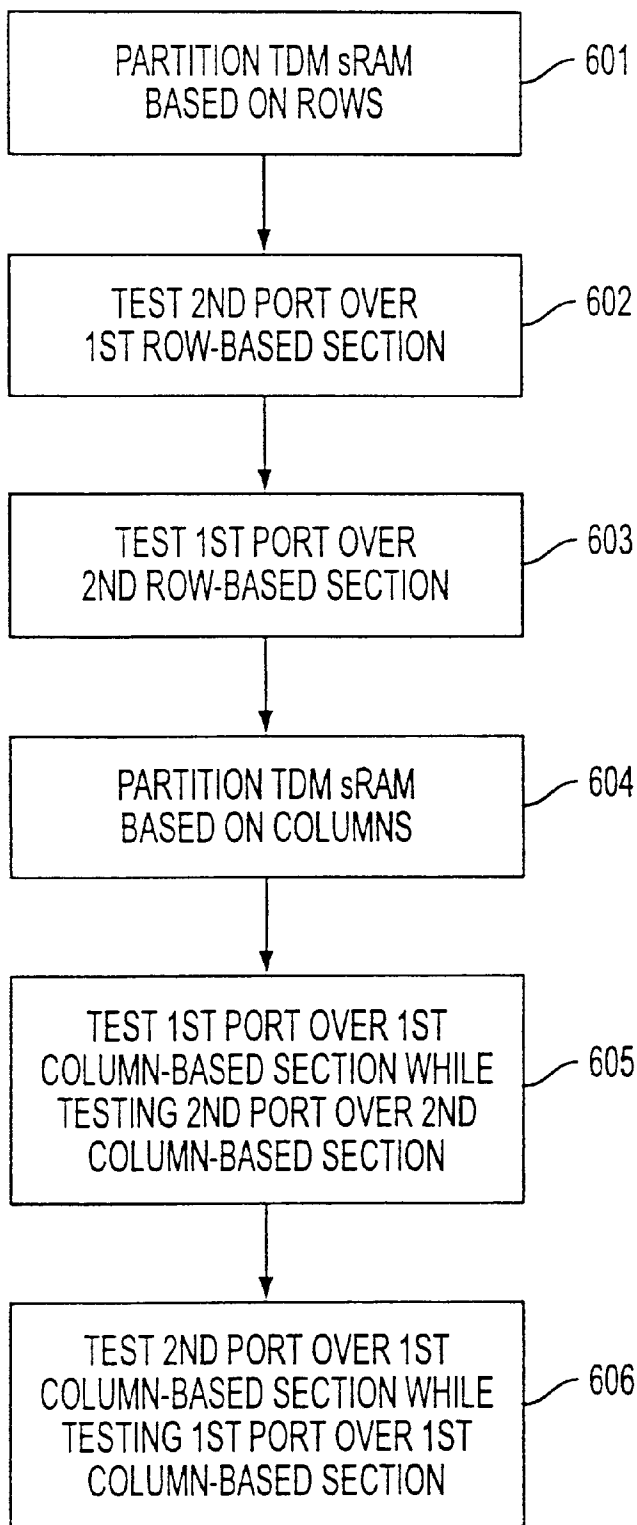 PARTITION TDM sRAM
BASED ON ROWS
601
TEST 2ND PORT OVER
1ST ROW-BASED SECTION
602
TEST 1ST PORT OVER
2ND ROW-BASED SECTION
603
PARTITION TDM sRAM
BASED ON COLUMNS
604
TEST 1ST PORT OVER 1ST
COLUMN-BASED SECTION WHILE
TESTING 2ND PORT OVER 2ND
COLUMN-BASED SECTION
605
TEST 2ND PORT OVER 1ST
COLUMN-BASED SECTION WHILE
TESTING 1ST PORT OVER 1ST
COLUMN-BASED SECTION
606